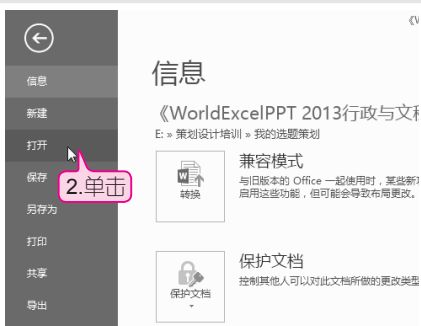 《W
信息
信息
新建
《WorldExcelPPT 2013行政与文
E: » 策划设计培训 » 我的选题策划
打开
兼容模式
保存
2.单击
转换
与旧版本的 Office 一起使用时，某些新
启用这些功能，但可能会导致布局更改。
另存为
打印
保护文档
共享
控制其他人可以对此文档所做的更改类型
保护文档
导出